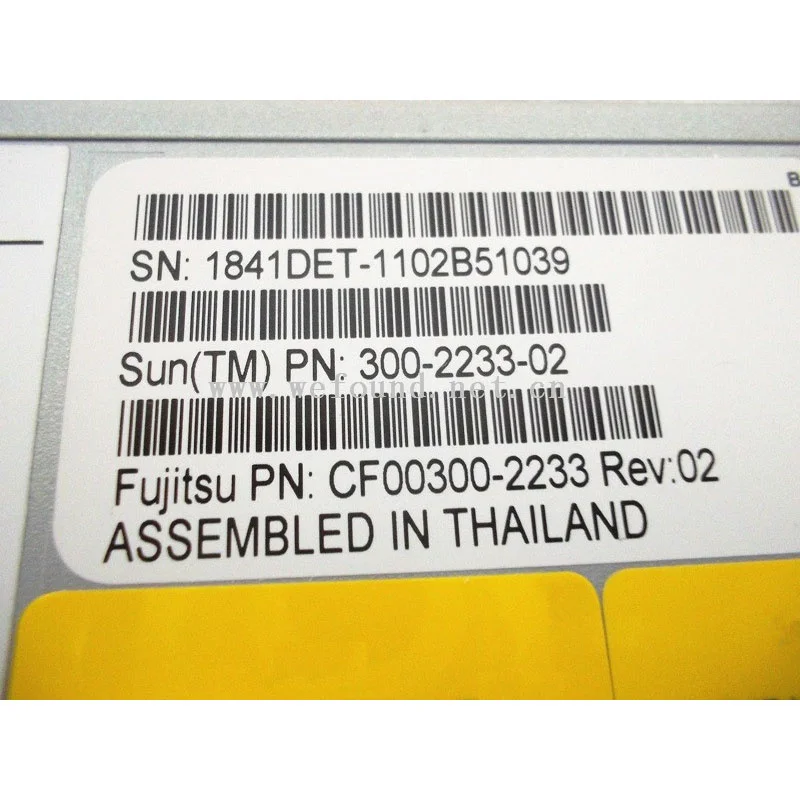 B
SN: 1841DET-1102B51039
Sun(TM) PN: 300-2233-02
www.wefound.net.cn
Fujitsu PN: CF00300-2233 Rev:02
ASSEMBLED IN THAILAND